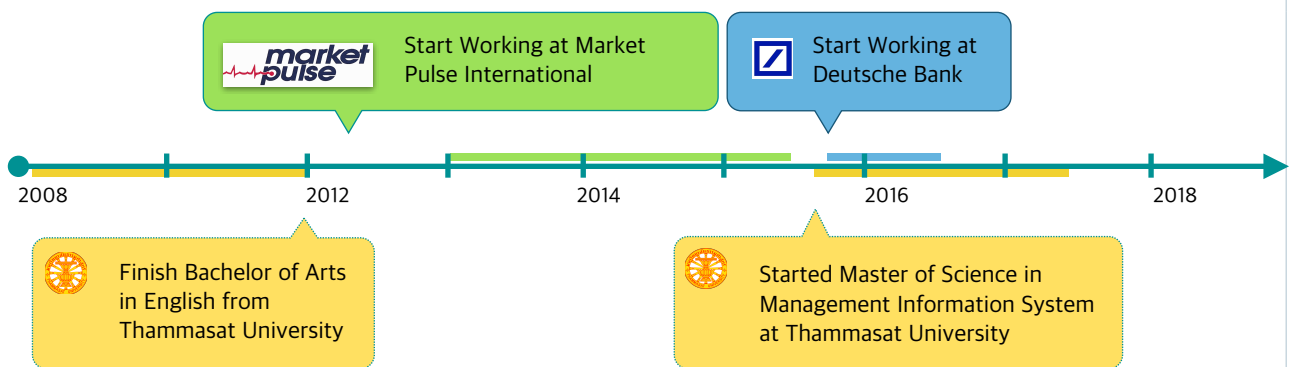 market
pulse
Start Working at Market
Pulse International
Start Working at
Deutsche Bank
2008
2012
2014
2016
2018
Finish Bachelor of Arts
in English from
Thammasat University
Started Master of Science in
Management Information System
at Thammasat University